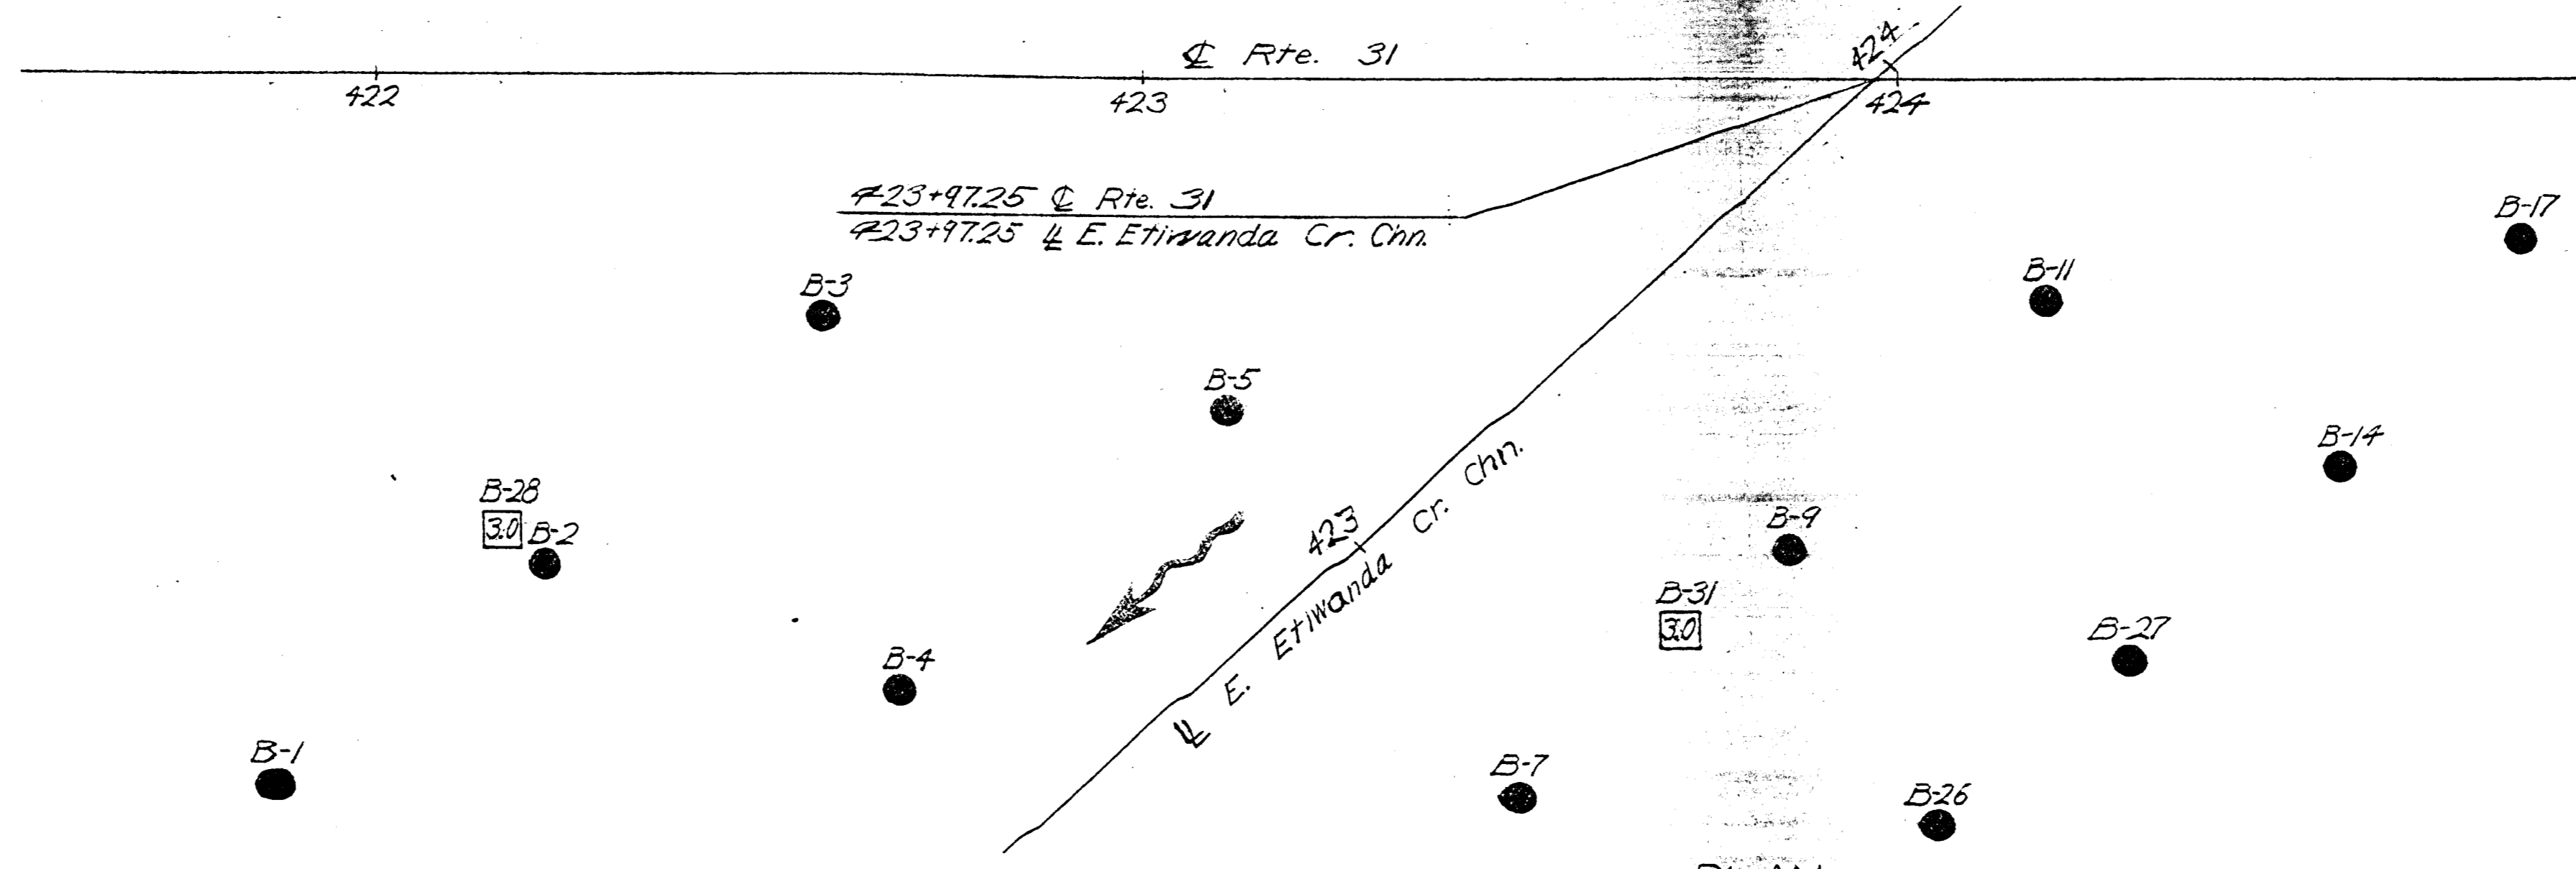 ℄ Rte. 31
424
422
423
424
423+97.25 ℄ Rte. 31
423+97.25 ㄐ E. Etiwanda Cr. Chn.
B-17
B-11
B-3
B-5
B-14
B-28
3.0
B-2
B-9
423
E. Etiwanda Cr. Chn.
B-31
3.0
B-27
B-4
B-1
B-7
B-26